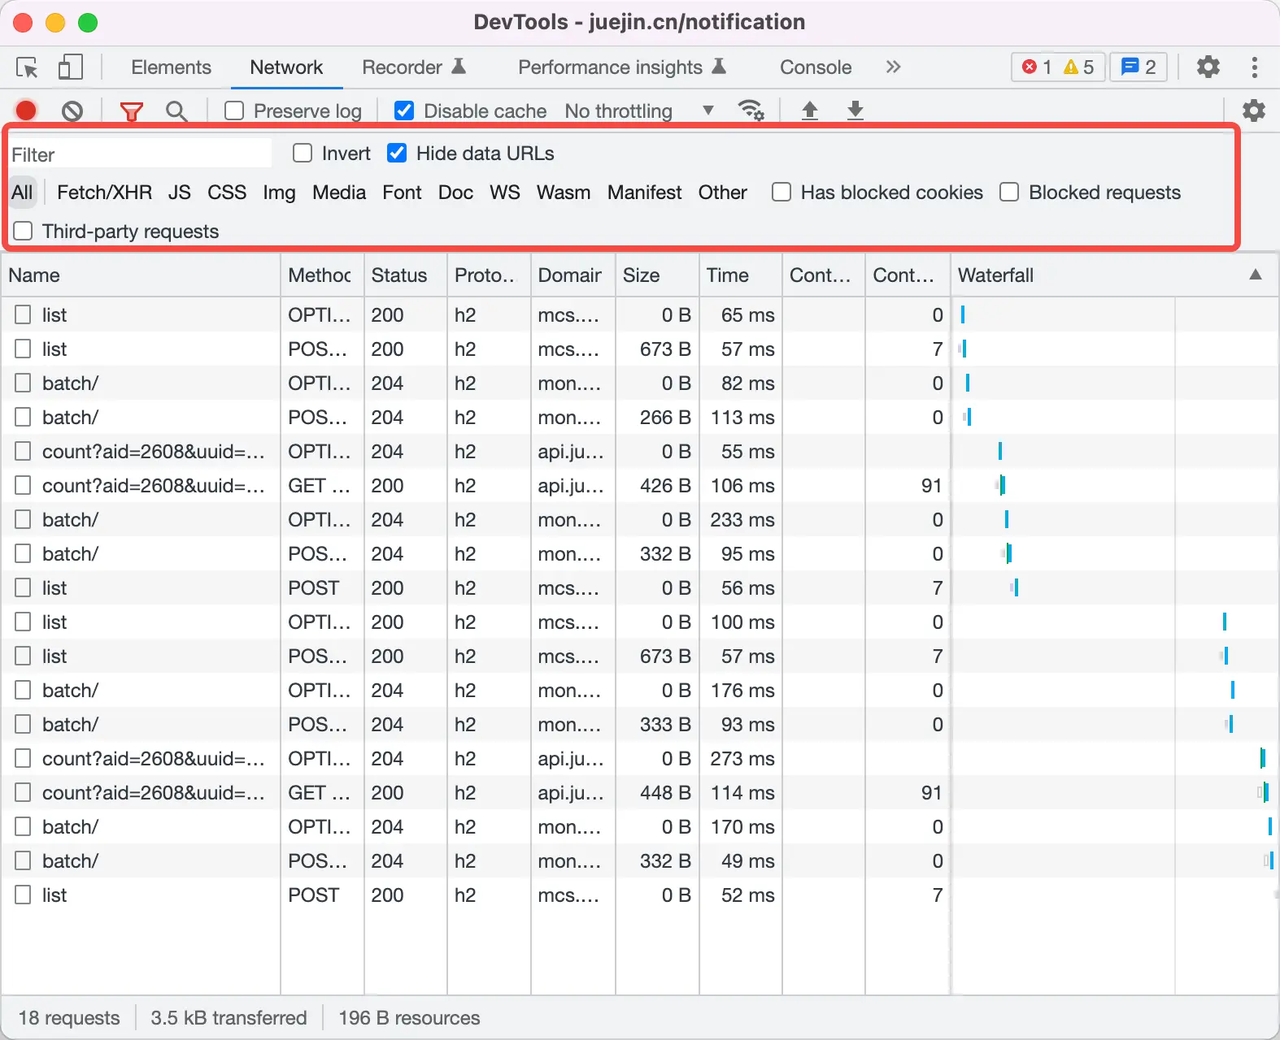 DevTools - juejin.cn/notification
Elements Network Recorder Performance insights Console 1 5 2
Preserve log Disable cache No throttling
Filter Invert Hide data URLs
All Fetch/XHR JS CSS Img Media Font Doc WS Wasm Manifest Other Has blocked cookies Blocked requests
Third-party requests
Name Method Status Proto... Domain Size Time Cont... Cont... Waterfall
list OPTI... 200 h2 mcs.... 0 B 65 ms 0
list POS... 200 h2 mcs.... 673 B 57 ms 7
batch/ OPTI... 204 h2 mon.... 0 B 82 ms 0
batch/ POS... 204 h2 mon.... 266 B 113 ms 0
count?aid=2608&uuid=... OPTI... 204 h2 api.ju... 0 B 55 ms
count?aid=2608&uuid=... GET ... 200 h2 api.ju... 426 B 106 ms 91
batch/ OPTI... 204 h2 mon.... 0 B 233 ms 0
batch/ POS... 204 h2 mon.... 332 B 95 ms 0
list POST 200 h2 mcs.... 0 B 56 ms 7
list OPTI... 200 h2 mcs.... 0 B 100 ms 0
list POS... 200 h2 mcs.... 673 B 57 ms 7
batch/ OPTI... 204 h2 mon.... 0 B 176 ms 0
batch/ POS... 204 h2 mon.... 333 B 93 ms 0
count?aid=2608&uuid=... OPTI... 204 h2 api.ju... 0 B 273 ms
count?aid=2608&uuid=... GET ... 200 h2 api.ju... 448 B 114 ms 91
batch/ OPTI... 204 h2 mon.... 0 B 170 ms 0
batch/ POS... 204 h2 mon.... 332 B 49 ms 0
list POST 200 h2 mcs.... 0 B 52 ms 7
18 requests 3.5 kB transferred 196 B resources